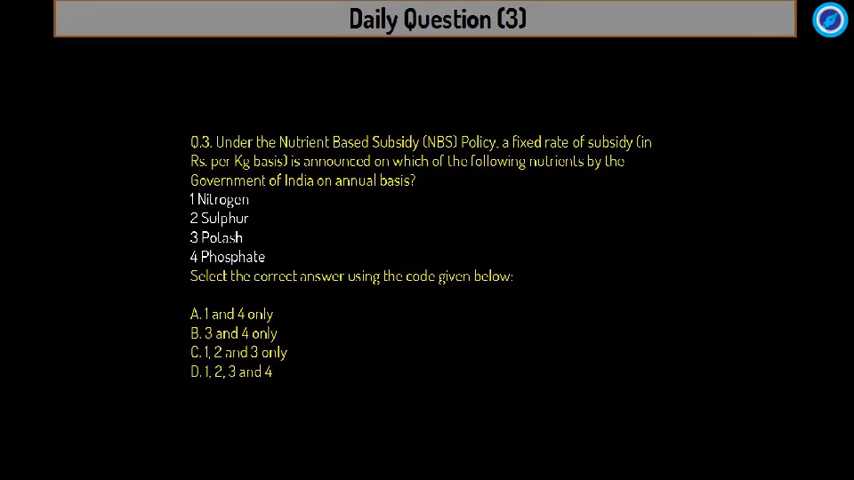 Daily Question (3)
Q.3. Under the Nutrient Based Subsidy (NBS) Policy, a fixed rate of subsidy (in
Rs. per Kg basis) is announced on which of the following nutrients by the
Government of India on annual basis?
1 Nitrogen
2 Sulphur
3 Potash
4 Phosphate
Select the correct answer using the code given below:
A. 1 and 4 only
B. 3 and 4 only
C. 1, 2 and 3 only
D. 1, 2, 3 and 4